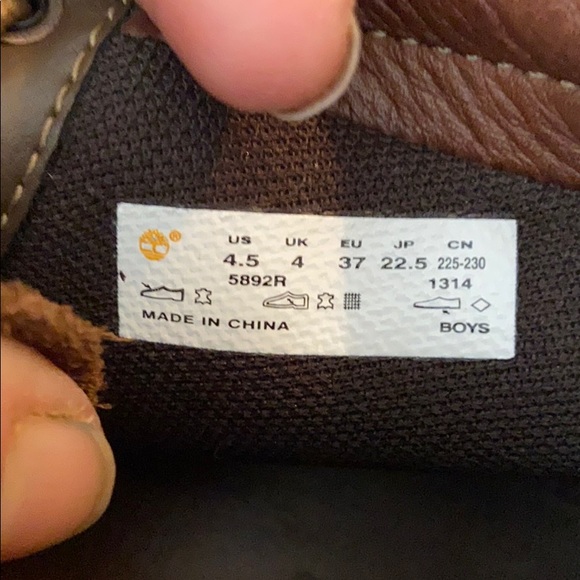 ®
US UK EU JP CN
4.5 4 37 22.5 225-230
5892R 1314
MADE IN CHINA BOYS